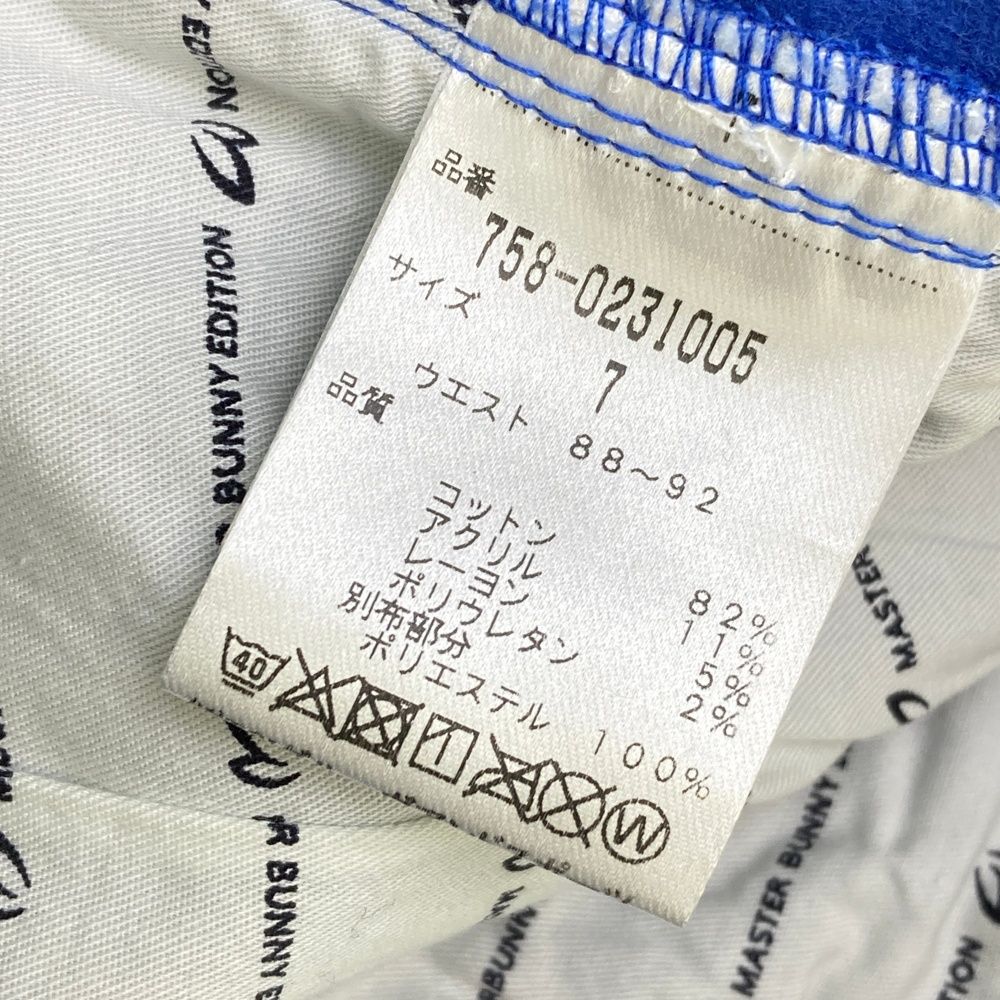 品番
758-0231005
サイズ
7
ウエスト 88～92
品質
コットン 82%
アクリル 11%
レーヨン 5%
ポリウレタン 2%
別布部分
ポリエステル 100%
40
W
EDITION
BUNNY EDITION
R BUNNY
MASTER
MASTER BUNNY
EDITION